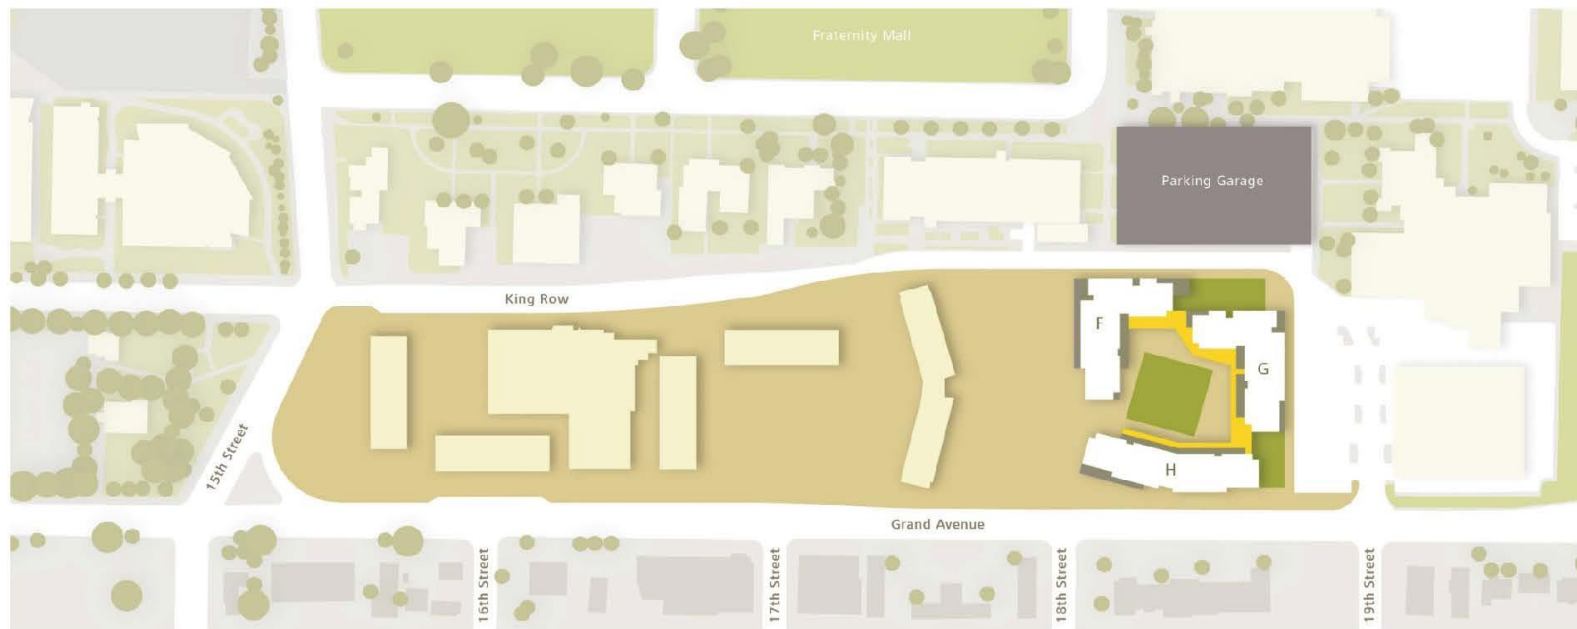 Fraternity Mall
Parking Garage
King Row
F
G
H
15th Street
Grand Avenue
16th Street
17th Street
18th Street
19th Street